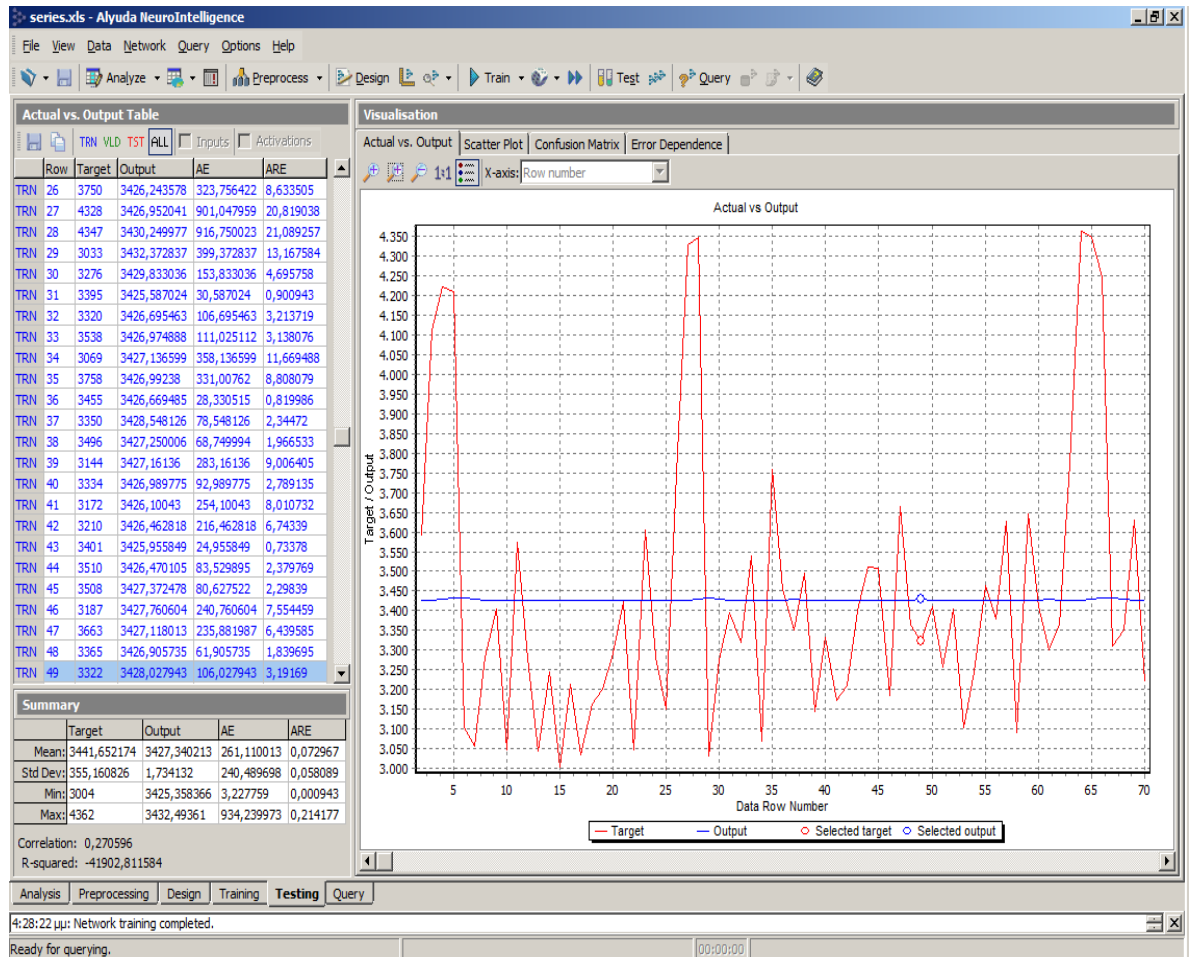 series.xls - Alyuda NeuroIntelligence
File View Data Network Query Options Help
Analyze Preprocess Design Train Test Query
Actual vs. Output Table
TRN VLD TST ALL Inputs Activations
Row Target Output AE ARE
TRN 26 3750 3426,243578 323,756422 8,633505
TRN 27 4328 3426,952041 901,047959 20,819038
TRN 28 4347 3430,249977 916,750023 21,089257
TRN 29 3033 3432,372837 399,372837 13,167584
TRN 30 3276 3429,833036 153,833036 4,695758
TRN 31 3395 3425,587024 30,587024 0,900943
TRN 32 3320 3426,695463 106,695463 3,213719
TRN 33 3538 3426,974888 111,025112 3,138076
TRN 34 3069 3427,136599 358,136599 11,669488
TRN 35 3758 3426,99238 331,00762 8,808079
TRN 36 3455 3426,669485 28,330515 0,819986
TRN 37 3350 3428,548126 78,548126 2,34472
TRN 38 3496 3427,250006 68,749994 1,966533
TRN 39 3144 3427,16136 283,16136 9,006405
TRN 40 3334 3426,989775 92,989775 2,789135
TRN 41 3172 3426,10043 254,10043 8,010732
TRN 42 3210 3426,462818 216,462818 6,74339
TRN 43 3401 3425,955849 24,955849 0,73378
TRN 44 3510 3426,470105 83,529895 2,379769
TRN 45 3508 3427,372478 80,627522 2,29839
TRN 46 3187 3427,760604 240,760604 7,554459
TRN 47 3663 3427,118013 235,881987 6,439585
TRN 48 3365 3426,905735 61,905735 1,839695
TRN 49 3322 3428,027943 106,027943 3,19169
Summary
Target Output AE ARE
Mean: 3441,652174 3427,340213 261,110013 0,072967
Std Dev: 355,160826 1,734132 240,489698 0,058089
Min: 3004 3425,358366 3,227759 0,000943
Max: 4362 3432,49361 934,239973 0,214177
Correlation: 0,270596
R-squared: -41902,811584
Visualisation
Actual vs. Output Scatter Plot Confusion Matrix Error Dependence
1:1 X-axis: Row number
Actual vs Output
Target / Output
4.350
4.300
4.250
4.200
4.150
4.100
4.050
4.000
3.950
3.900
3.850
3.800
3.750
3.700
3.650
3.600
3.550
3.500
3.450
3.400
3.350
3.300
3.250
3.200
3.150
3.100
3.050
3.000
5 10 15 20 25 30 35 40 45 50 55 60 65 70
Data Row Number
Target Output Selected target Selected output
Analysis Preprocessing Design Training Testing Query
4:28:22 μμ: Network training completed.
Ready for querying.
00:00:00